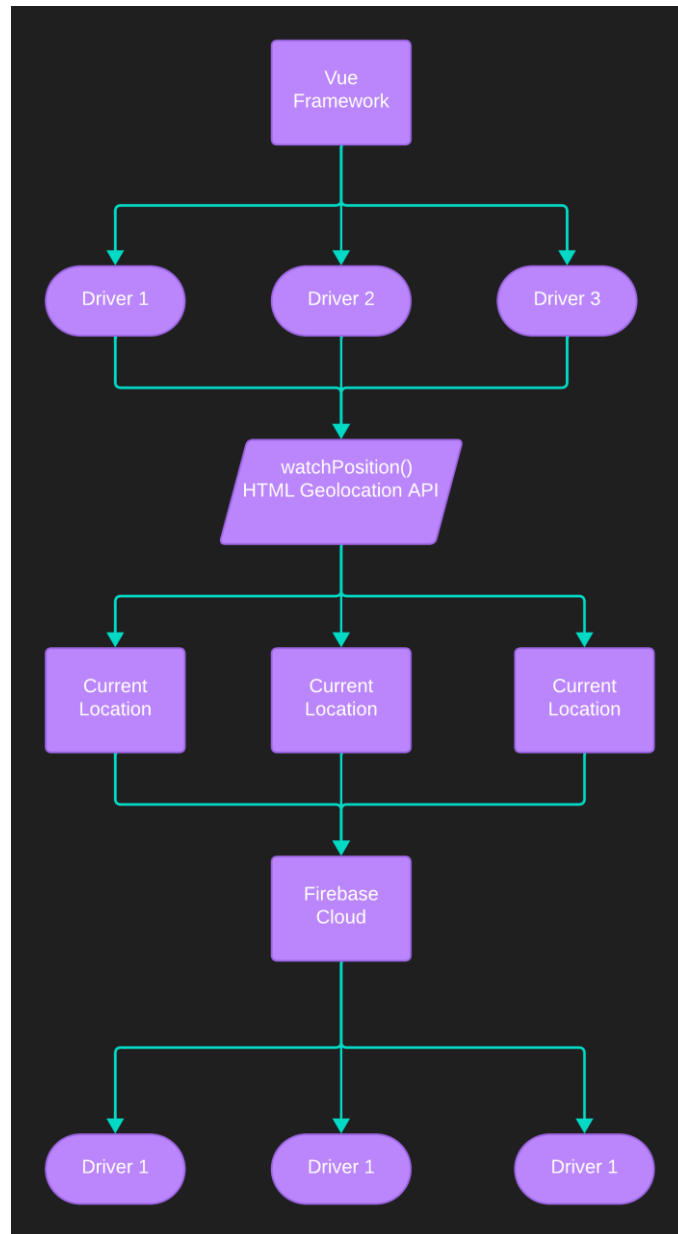 Vue
Framework
Driver 1
Driver 2
Driver 3
watchPosition()
HTML Geolocation API
Current
Location
Current
Location
Current
Location
Firebase
Cloud
Driver 1
Driver 1
Driver 1